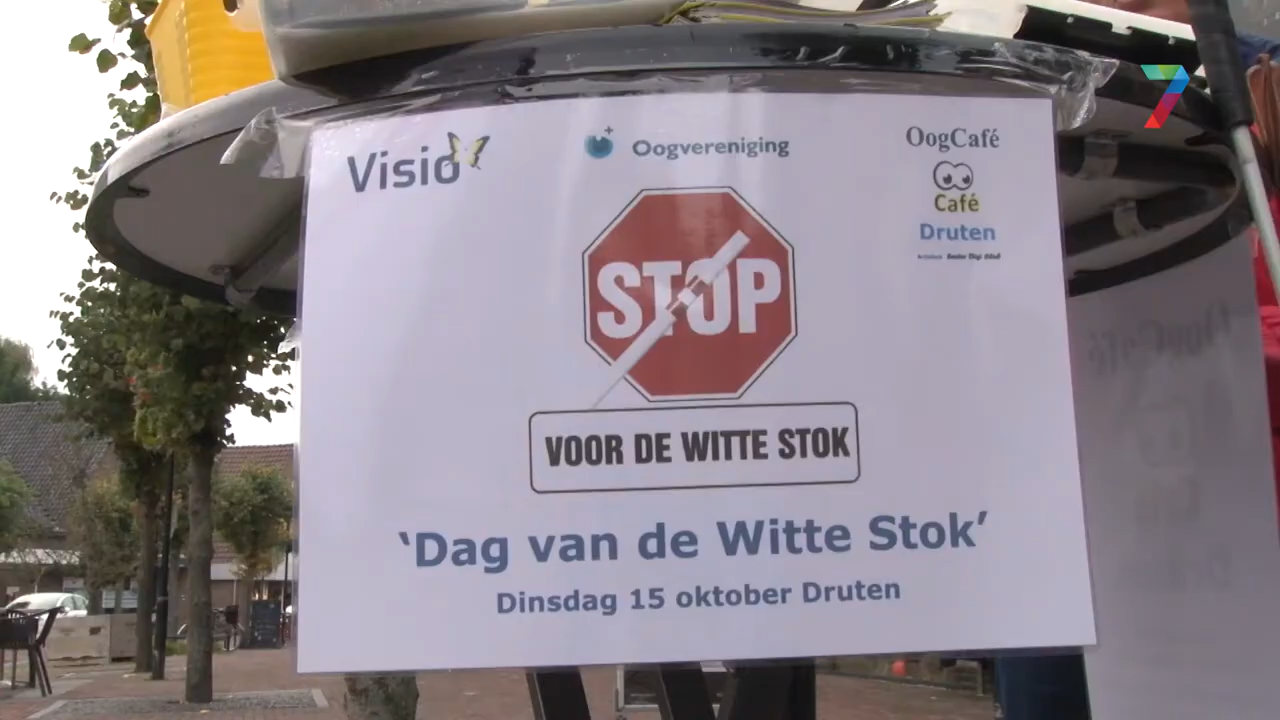 Visio
Oogvereniging
OogCafé
Café
Druten
STOP
VOOR DE WITTE STOK
‘Dag van de Witte Stok’
Dinsdag 15 oktober Druten
7